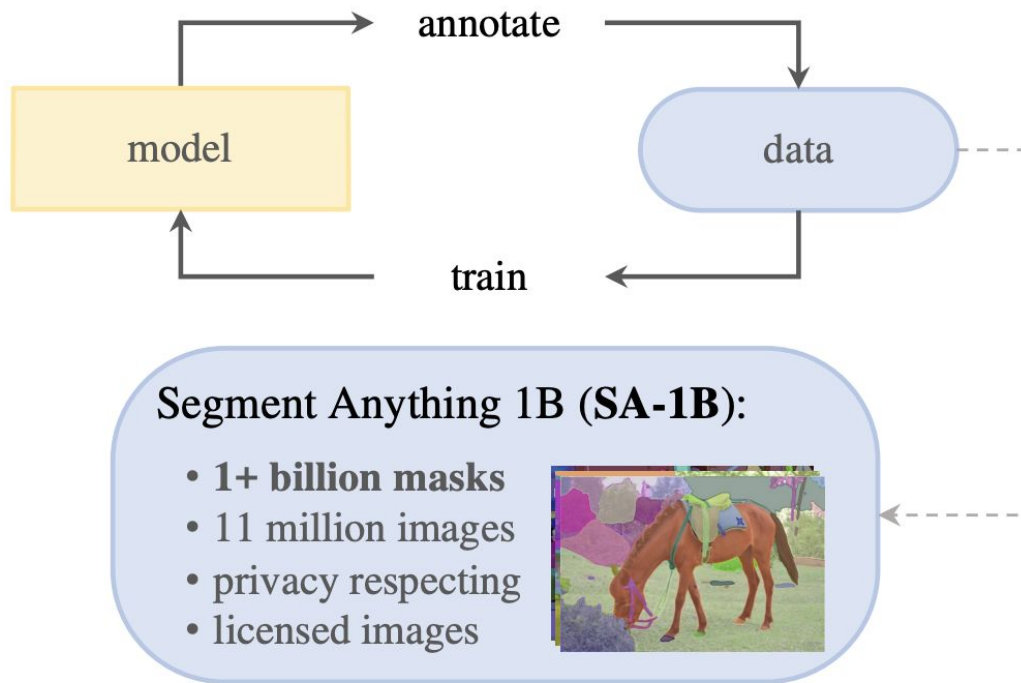 annotate
model
data
train
Segment Anything 1B (SA-1B):
• 1+ billion masks
• 11 million images
• privacy respecting
• licensed images